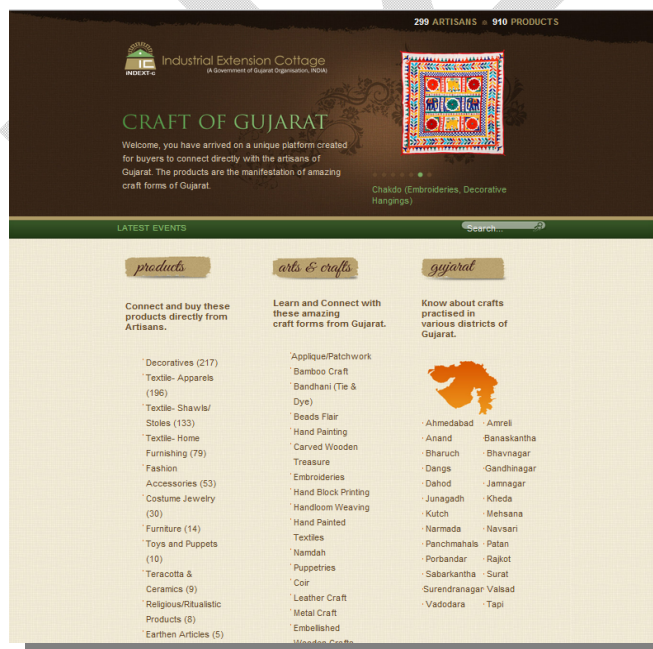 299 ARTISANS 910 PRODUCTS
IC
iNDEXT-c
Industrial Extension Cottage
(A Government of Gujarat Organisation, INDIA)
CRAFT OF GUJARAT
Welcome, you have arrived on a unique platform created
for buyers to connect directly with the artisans of
Gujarat. The products are the manifestation of amazing
craft forms of Gujarat.
Chakdo (Embroideries, Decorative
Hangings)
LATEST EVENTS
Search...
products
Connect and buy these
products directly from
Artisans.
Decoratives (217)
Textile- Apparels
(196)
Textile- Shawls/
Stoles (133)
Textile- Home
Furnishing (79)
Fashion
Accessories (53)
Costume Jewelry
(30)
Furniture (14)
Toys and Puppets
(10)
Teracotta &
Ceramics (9)
Religious/Ritualistic
Products (8)
Earthen Articles (5)
arts & crafts
Learn and Connect with
these amazing
craft forms from Gujarat.
Applique/Patchwork
Bamboo Craft
Bandhani (Tie &
Dye)
Beads Flair
Hand Painting
Carved Wooden
Treasure
Embroideries
Hand Block Printing
Handloom Weaving
Hand Painted
Textiles
Namdah
Puppetries
Coir
Leather Craft
Metal Craft
Embellished
Wooden Crafts
gujarat
Know about crafts
practised in
various districts of
Gujarat.
Ahmedabad Amreli
Anand Banaskantha
Bharuch Bhavnagar
Dangs Gandhinagar
Dahod Jamnagar
Junagadh Kheda
Kutch Mehsana
Narmada Navsari
Panchmahals Patan
Porbandar Rajkot
Sabarkantha Surat
Surendranagar Valsad
Vadodara Tapi